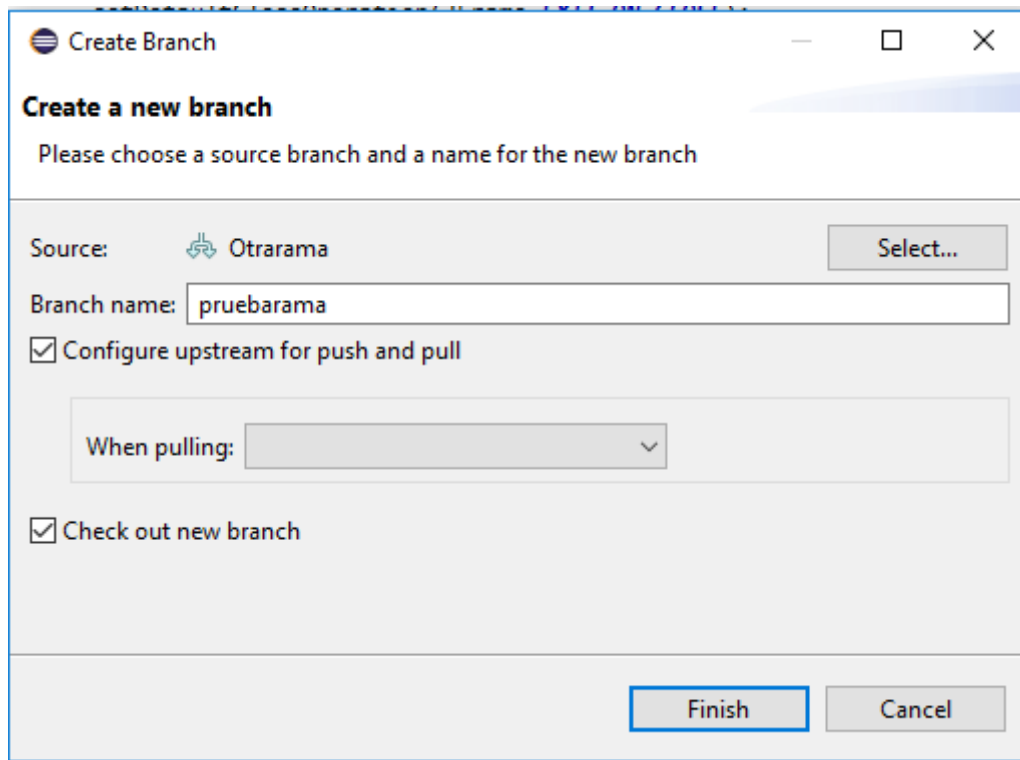 Create Branch
Create a new branch
Please choose a source branch and a name for the new branch
Source: Otrarama Select...
Branch name: pruebarama
Configure upstream for push and pull
When pulling:
Check out new branch
Finish Cancel